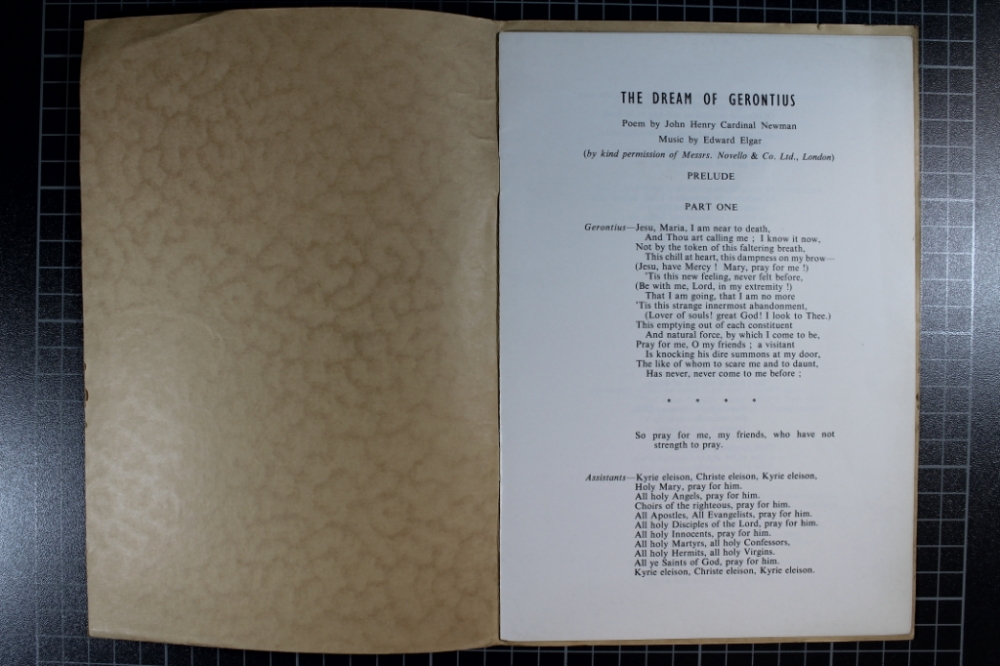 THE DREAM OF GERONTIUS
Poem by John Henry Cardinal Newman
Music by Edward Elgar
(by kind permission of Messrs. Novello & Co. Ltd., London)
PRELUDE
PART ONE
Gerontius—Jesu, Maria, I am near to death,
And Thou art calling me ; I know it now,
Not by the token of this faltering breath,
This chill at heart, this dampness on my brow—
(Jesu, have Mercy ! Mary, pray for me !)
'Tis this new feeling, never felt before,
(Be with me, Lord, in my extremity !)
That I am going, that I am no more
'Tis this strange innermost abandonment,
(Lover of souls! great God! I look to Thee.)
This emptying out of each constituent
And natural force, by which I come to be,
Pray for me, O my friends ; a visitant
Is knocking his dire summons at my door,
The like of whom to scare me and to daunt,
Has never, never come to me before ;
* * * *
So pray for me, my friends, who have not
strength to pray.
Assistants—Kyrie eleison, Christe eleison, Kyrie eleison,
Holy Mary, pray for him.
All holy Angels, pray for him.
Choirs of the righteous, pray for him.
All Apostles, All Evangelists, pray for him.
All holy Disciples of the Lord, pray for him.
All holy Innocents, pray for him.
All holy Martyrs, all holy Confessors,
All holy Hermits, all holy Virgins.
All ye Saints of God, pray for him.
Kyrie eleison, Christe eleison, Kyrie eleison.